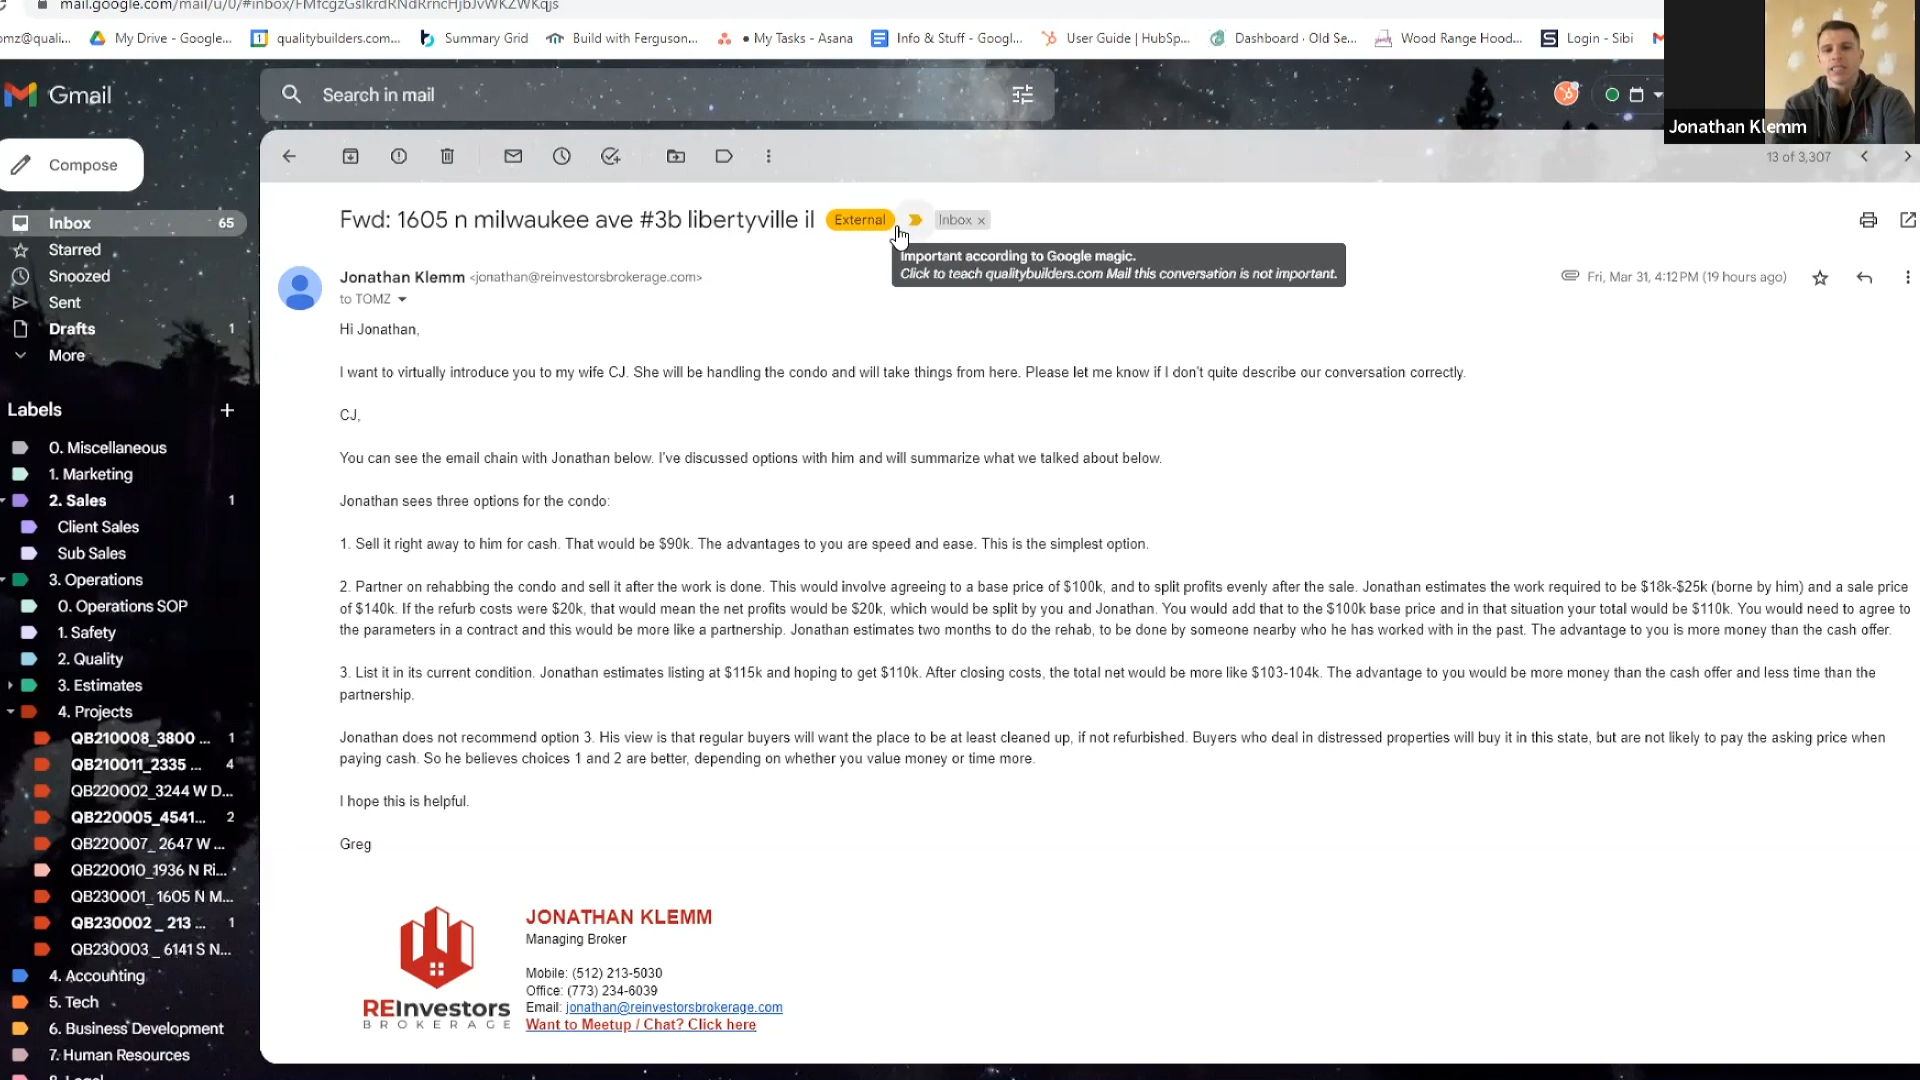 mail.google.com/mail/u/0/#inbox/
omz@quali...
My Drive - Google...
qualitybuilders.com...
Summary Grid
Build with Ferguson...
• My Tasks - Asana
Info & Stuff - Googl...
User Guide | HubSp...
Dashboard · Old Se...
Wood Range Hood...
Login - Sibi
Gmail
Search in mail
Jonathan Klemm
Compose
13 of 3,307
Inbox 65
Starred
Snoozed
Sent
Drafts 1
More
Labels
0. Miscellaneous
1. Marketing
2. Sales 1
Client Sales
Sub Sales
3. Operations
0. Operations SOP
1. Safety
2. Quality
3. Estimates
4. Projects
QB210008_3800 ... 1
QB210011_2335 ... 4
QB220002_3244 W D...
QB220005_4541... 2
QB220007_ 2647 W ...
QB220010_1936 N Ri...
QB230001_ 1605 N M...
QB230002 _ 213 ... 1
QB230003 _ 6141 S N...
4. Accounting
5. Tech
6. Business Development
7. Human Resources
Fwd: 1605 n milwaukee ave #3b libertyville il External Inbox
Important according to Google magic.
Click to teach qualitybuilders.com Mail this conversation is not important.
Jonathan Klemm <jonathan@reinvestorsbrokerage.com>
Fri, Mar 31, 4:12 PM (19 hours ago)
to TOMZ
Hi Jonathan,
I want to virtually introduce you to my wife CJ. She will be handling the condo and will take things from here. Please let me know if I don't quite describe our conversation correctly.
CJ,
You can see the email chain with Jonathan below. I've discussed options with him and will summarize what we talked about below.
Jonathan sees three options for the condo:
1. Sell it right away to him for cash. That would be $90k. The advantages to you are speed and ease. This is the simplest option.
2. Partner on rehabbing the condo and sell it after the work is done. This would involve agreeing to a base price of $100k, and to split profits evenly after the sale. Jonathan estimates the work required to be $18k-$25k (borne by him) and a sale price
of $140k. If the refurb costs were $20k, that would mean the net profits would be $20k, which would be split by you and Jonathan. You would add that to the $100k base price and in that situation your total would be $110k. You would need to agree to
the parameters in a contract and this would be more like a partnership. Jonathan estimates two months to do the rehab, to be done by someone nearby who he has worked with in the past. The advantage to you is more money than the cash offer.
3. List it in its current condition. Jonathan estimates listing at $115k and hoping to get $110k. After closing costs, the total net would be more like $103-104k. The advantage to you would be more money than the cash offer and less time than the
partnership.
Jonathan does not recommend option 3. His view is that regular buyers will want the place to be at least cleaned up, if not refurbished. Buyers who deal in distressed properties will buy it in this state, but are not likely to pay the asking price when
paying cash. So he believes choices 1 and 2 are better, depending on whether you value money or time more.
I hope this is helpful.
Greg
REInvestors
BROKERAGE
JONATHAN KLEMM
Managing Broker
Mobile: (512) 213-5030
Office: (773) 234-6039
Email: jonathan@reinvestorsbrokerage.com
Want to Meetup / Chat? Click here